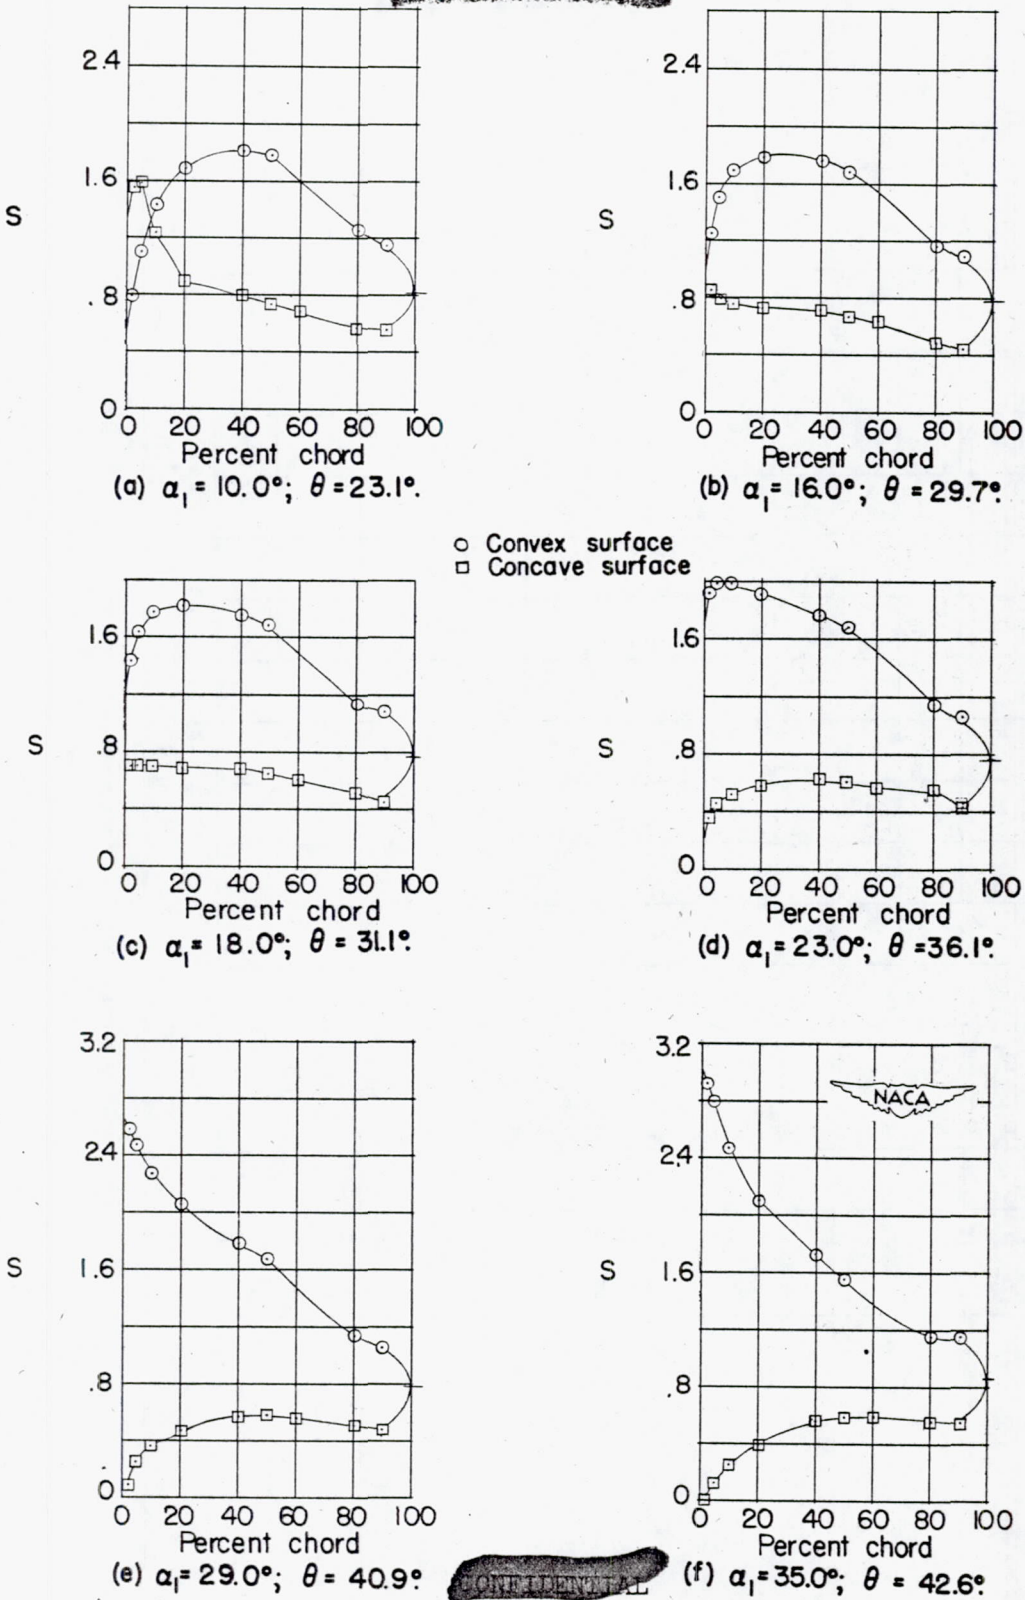 2.4
1.6
S
.8
0
0 20 40 60 80 100
Percent chord
(a) α₁ = 10.0°; θ = 23.1°.
2.4
1.6
S
.8
0
0 20 40 60 80 100
Percent chord
(b) α₁ = 16.0°; θ = 29.7°.
○ Convex surface
□ Concave surface
1.6
S
.8
0
0 20 40 60 80 100
Percent chord
(c) α₁ = 18.0°; θ = 31.1°.
1.6
S
.8
0
0 20 40 60 80 100
Percent chord
(d) α₁ = 23.0°; θ = 36.1°.
3.2
2.4
S
1.6
.8
0
0 20 40 60 80 100
Percent chord
(e) α₁ = 29.0°; θ = 40.9°.
3.2
NACA
2.4
S
1.6
.8
0
0 20 40 60 80 100
Percent chord
(f) α₁ = 35.0°; θ = 42.6°.
CONFIDENTIAL